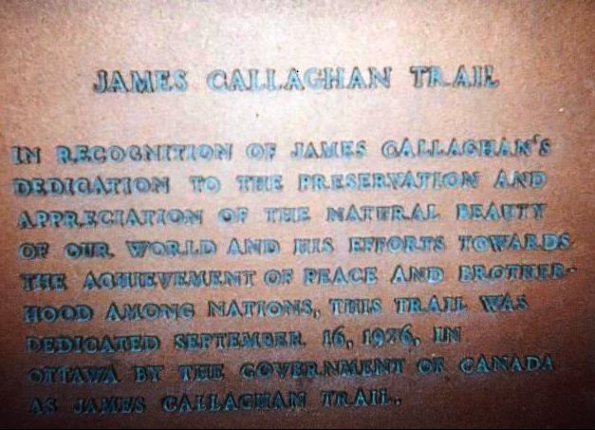 JAMES CALLAGHAN TRAIL
IN RECOGNITION OF JAMES CALLAGHAN'S
DEDICATION TO THE PRESERVATION AND
APPRECIATION OF THE NATURAL BEAUTY
OF OUR WORLD AND HIS EFFORTS TOWARDS
THE ACHIEVEMENT OF PEACE AND BROTHER-
HOOD AMONG NATIONS, THIS TRAIL WAS
DEDICATED SEPTEMBER 16, 1976, IN
OTTAWA BY THE GOVERNMENT OF CANADA
AS JAMES CALLAGHAN TRAIL.